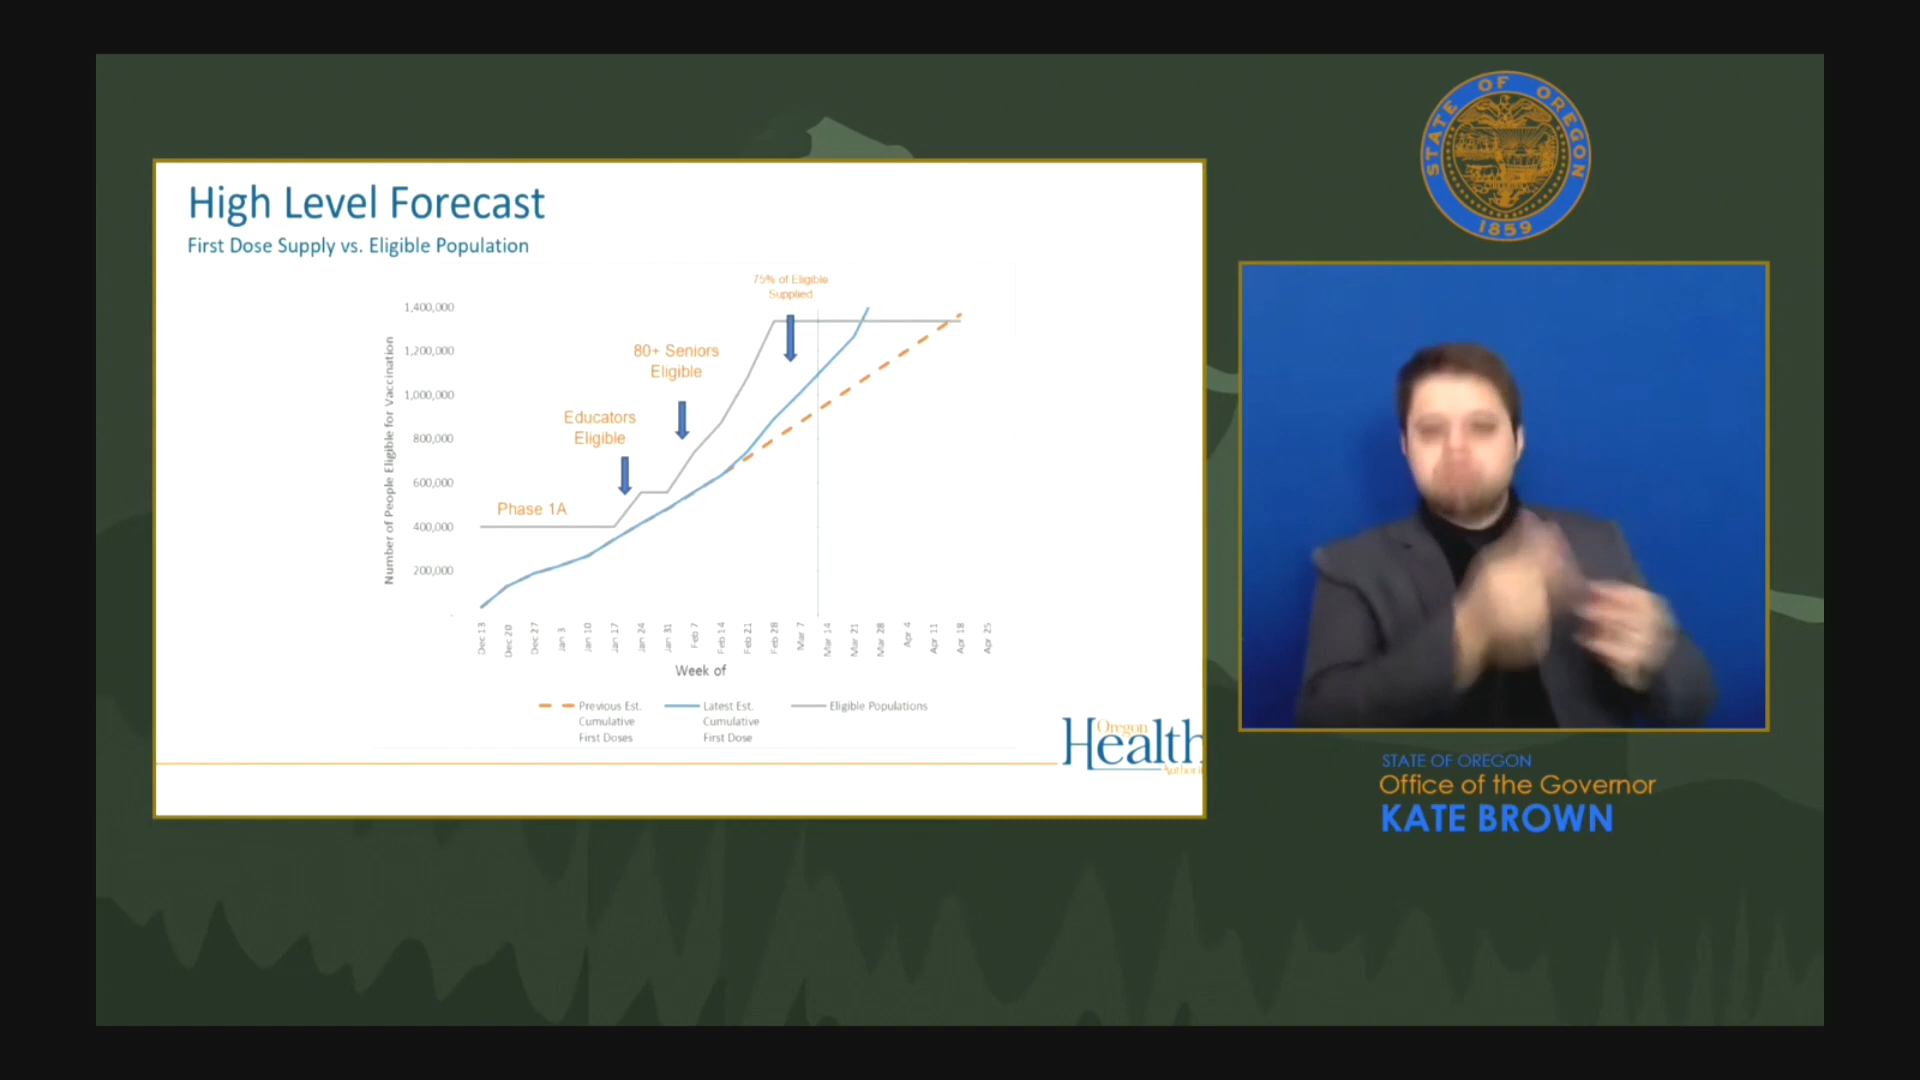 High Level Forecast
First Dose Supply vs. Eligible Population
75% of Eligible
Supplied
80+ Seniors
Eligible
Educators
Eligible
Phase 1A
Number of People Eligible for Vaccination
1,400,000
1,200,000
1,000,000
800,000
600,000
400,000
200,000
-
Dec 13
Dec 20
Dec 27
Jan 3
Jan 10
Jan 17
Jan 24
Jan 31
Feb 7
Feb 14
Feb 21
Feb 28
Mar 7
Mar 14
Mar 21
Mar 28
Apr 4
Apr 11
Apr 18
Apr 25
Week of
Previous Est.
Cumulative
First Doses
Latest Est.
Cumulative
First Dose
Eligible Populations
Oregon
Health
Authori
STATE OF OREGON
1859
STATE OF OREGON
Office of the Governor
KATE BROWN